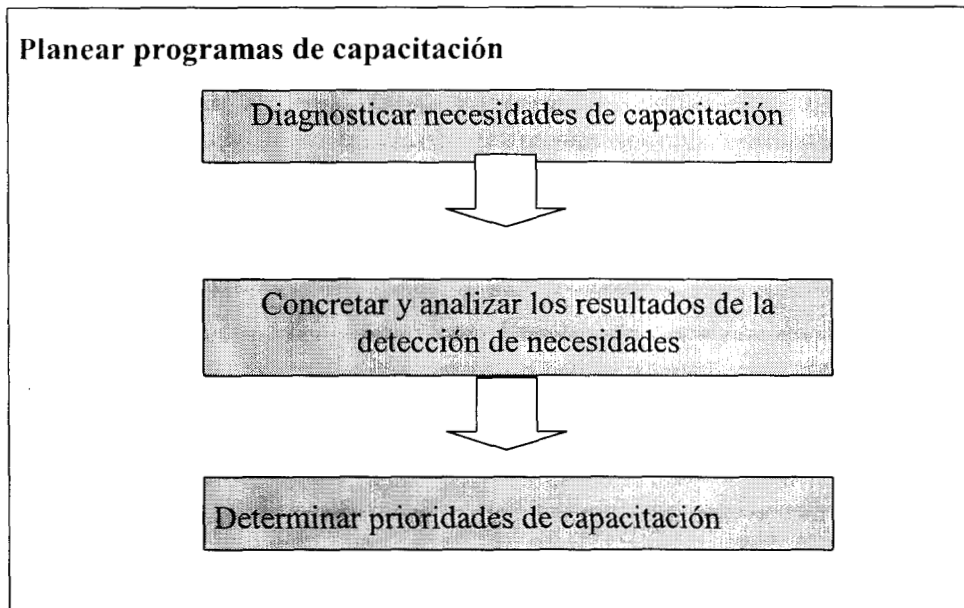 Planear programas de capacitación
Diagnosticar necesidades de capacitación
Concretar y analizar los resultados de la
detección de necesidades
Determinar prioridades de capacitación